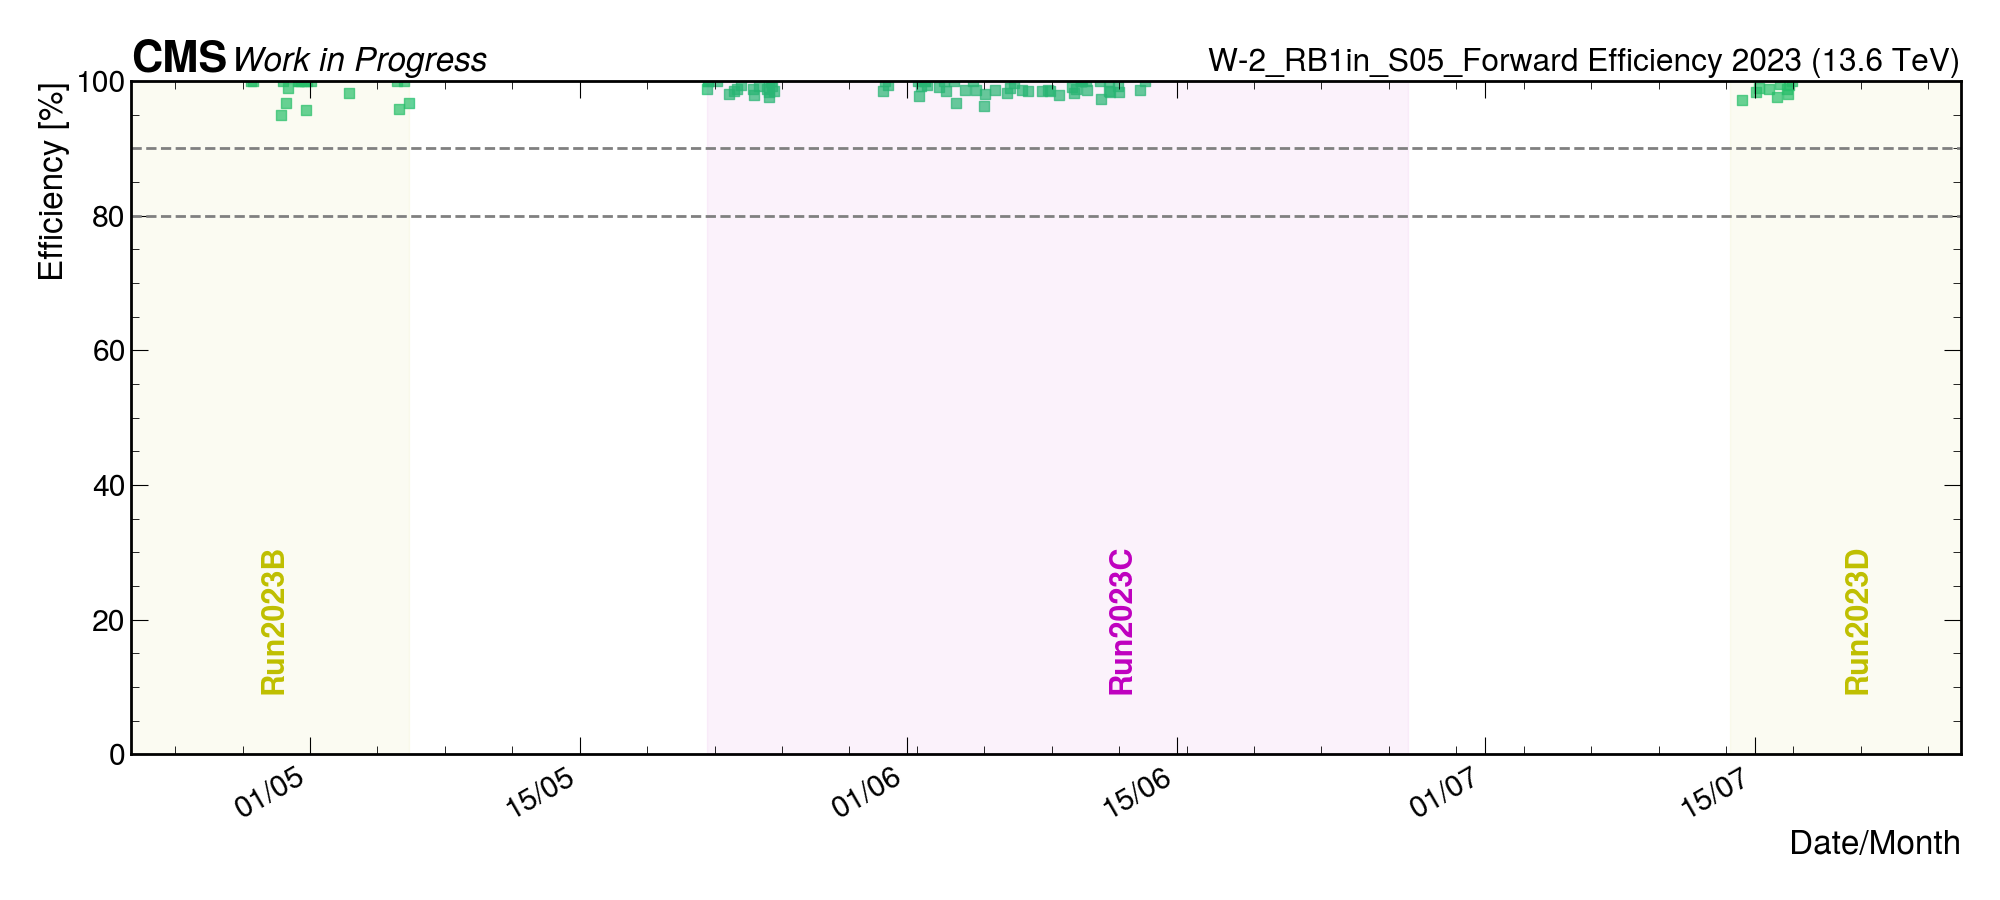 CMS Work in Progress
W-2_RB1in_S05_Forward Efficiency 2023 (13.6 TeV)
Efficiency [%]
100
80
60
40
20
0
Run2023B
Run2023C
Run2023D
01/05
15/05
01/06
15/06
01/07
15/07
Date/Month